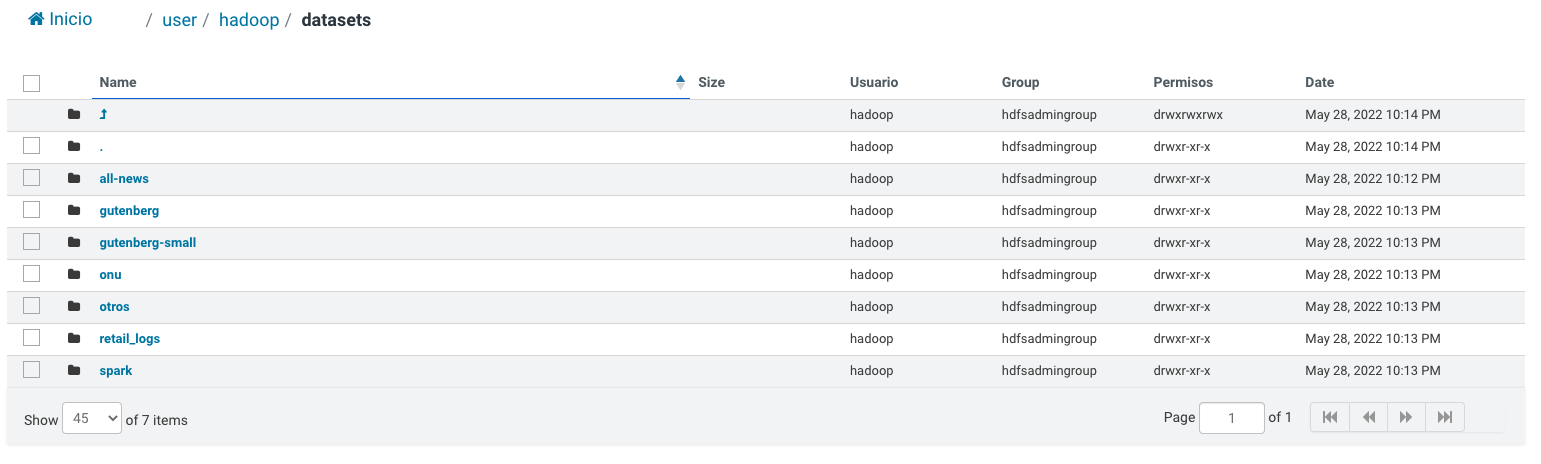 Inicio / user / hadoop / datasets
Name Size Usuario Group Permisos Date
hadoop hdfsadmingroup drwxrwxrwx May 28, 2022 10:14 PM
. hadoop hdfsadmingroup drwxr-xr-x May 28, 2022 10:14 PM
all-news hadoop hdfsadmingroup drwxr-xr-x May 28, 2022 10:12 PM
gutenberg hadoop hdfsadmingroup drwxr-xr-x May 28, 2022 10:13 PM
gutenberg-small hadoop hdfsadmingroup drwxr-xr-x May 28, 2022 10:13 PM
onu hadoop hdfsadmingroup drwxr-xr-x May 28, 2022 10:13 PM
otros hadoop hdfsadmingroup drwxr-xr-x May 28, 2022 10:13 PM
retail_logs hadoop hdfsadmingroup drwxr-xr-x May 28, 2022 10:13 PM
spark hadoop hdfsadmingroup drwxr-xr-x May 28, 2022 10:13 PM
Show 45 of 7 items Page 1 of 1